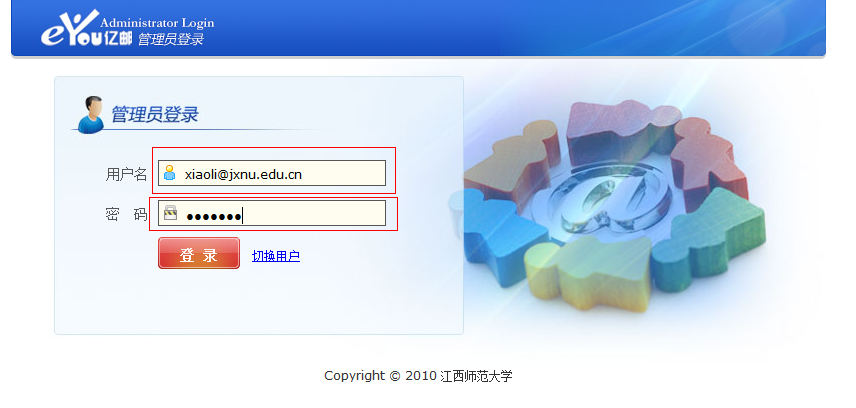 eYou亿邮 Administrator Login
管理员登录
管理员登录
用户名 xiaoli@jxnu.edu.cn
密 码 ●●●●●●●
登 录 切换用户
@
Copyright © 2010 江西师范大学